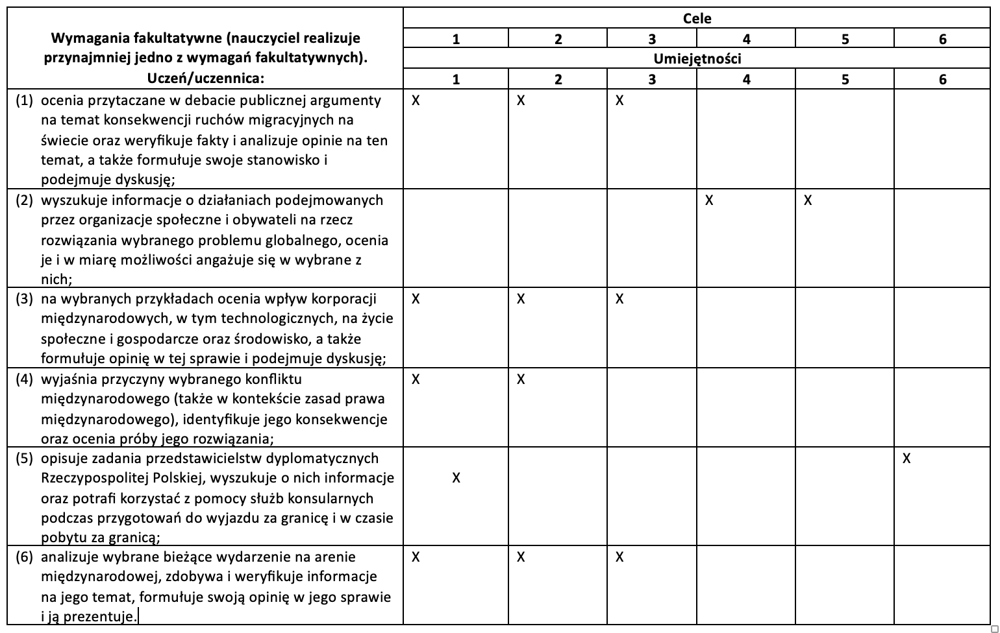 Cele
Wymagania fakultatywne (nauczyciel realizuje
przynajmniej jedno z wymagań fakultatywnych).
Uczeń/uczennica:
1 2 3 4 5 6
Umiejętności
1 2 3 4 5 6
(1) ocenia przytaczane w debacie publicznej argumenty X X X
na temat konsekwencji ruchów migracyjnych na
świecie oraz weryfikuje fakty i analizuje opinie na ten
temat, a także formułuje swoje stanowisko i
podejmuje dyskusję;
(2) wyszukuje informacje o działaniach podejmowanych X X
przez organizacje społeczne i obywateli na rzecz
rozwiązania wybranego problemu globalnego, ocenia
je i w miarę możliwości angażuje się w wybrane z
nich;
(3) na wybranych przykładach ocenia wpływ korporacji X X X
międzynarodowych, w tym technologicznych, na życie
społeczne i gospodarcze oraz środowisko, a także
formułuje opinię w tej sprawie i podejmuje dyskusję;
(4) wyjaśnia przyczyny wybranego konfliktu X X
międzynarodowego (także w kontekście zasad prawa
międzynarodowego), identyfikuje jego konsekwencje
oraz ocenia próby jego rozwiązania;
(5) opisuje zadania przedstawicielstw dyplomatycznych X
Rzeczypospolitej Polskiej, wyszukuje o nich informacje X
oraz potrafi korzystać z pomocy służb konsularnych
podczas przygotowań do wyjazdu za granicę i w czasie
pobytu za granicą;
(6) analizuje wybrane bieżące wydarzenie na arenie X X X
międzynarodowej, zdobywa i weryfikuje informacje
na jego temat, formułuje swoją opinię w jego sprawie
i ją prezentuje.